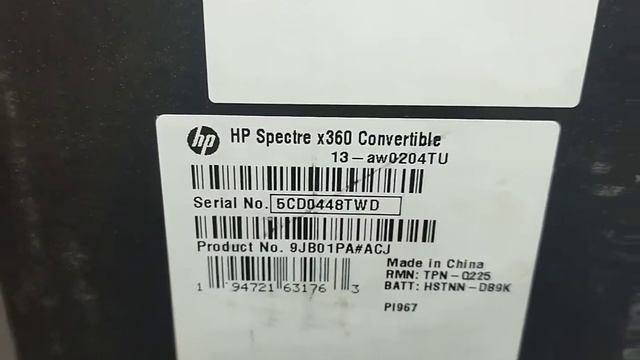 hp HP Spectre x360 Convertible
13-aw0204TU
Serial No. 5CD0448TWD
Product No. 9JB01PA#ACJ
Made in China
RMN: TPN-Q225
BATT: HSTNN-DB9K
1 94721 63176 3
PI967